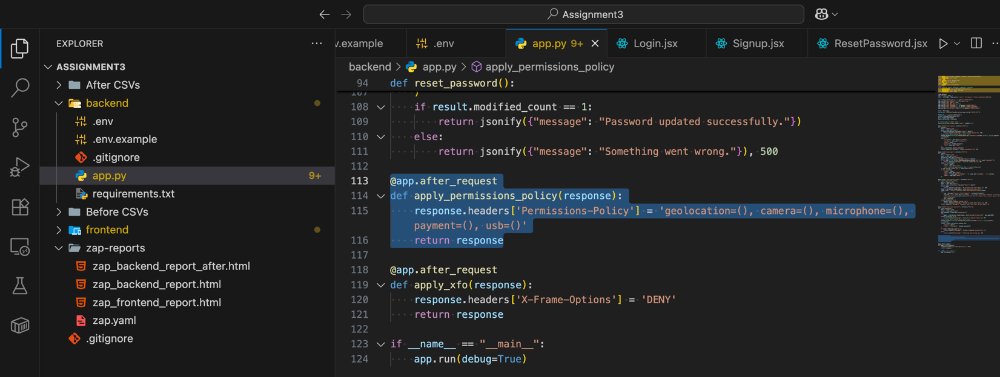 Assignment3
EXPLORER
ASSIGNMENT3
After CSVs
backend
.env
.env.example
.gitignore
app.py 9+
requirements.txt
Before CSVs
frontend
zap-reports
zap_backend_report_after.html
zap_backend_report.html
zap_frontend_report.html
zap.yaml
.gitignore
v.example .env app.py 9+ Login.jsx Signup.jsx ResetPassword.jsx
backend > app.py > apply_permissions_policy
94 def reset_password():
107 )
108 if result.modified_count == 1:
109 return jsonify({"message": "Password updated successfully."})
110 else:
111 return jsonify({"message": "Something went wrong."}), 500
112
113 @app.after_request
114 def apply_permissions_policy(response):
115 response.headers['Permissions-Policy'] = 'geolocation=(), camera=(), microphone=(),
payment=(), usb=()'
116 return response
117
118 @app.after_request
119 def apply_xfo(response):
120 response.headers['X-Frame-Options'] = 'DENY'
121 return response
122
123 if __name__ == "__main__":
124 app.run(debug=True)